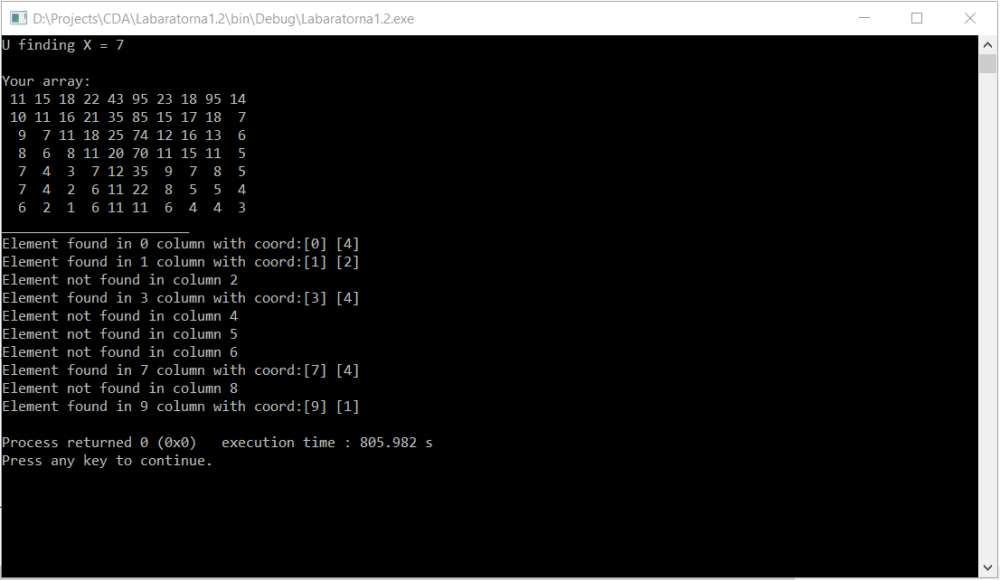 D:\Projects\CDA\Labaratorna1.2\bin\Debug\Labaratorna1.2.exe
U finding X = 7
Your array:
 11 15 18 22 43 95 23 18 95 14
 10 11 16 21 35 85 15 17 18  7
  9  7 11 18 25 74 12 16 13  6
  8  6  8 11 20 70 11 15 11  5
  7  4  3  7 12 35  9  7  8  5
  7  4  2  6 11 22  8  5  5  4
  6  2  1  6 11 11  6  4  4  3
_______________________
Element found in 0 column with coord:[0] [4]
Element found in 1 column with coord:[1] [2]
Element not found in column 2
Element found in 3 column with coord:[3] [4]
Element not found in column 4
Element not found in column 5
Element not found in column 6
Element found in 7 column with coord:[7] [4]
Element not found in column 8
Element found in 9 column with coord:[9] [1]
Process returned 0 (0x0)   execution time : 805.982 s
Press any key to continue.